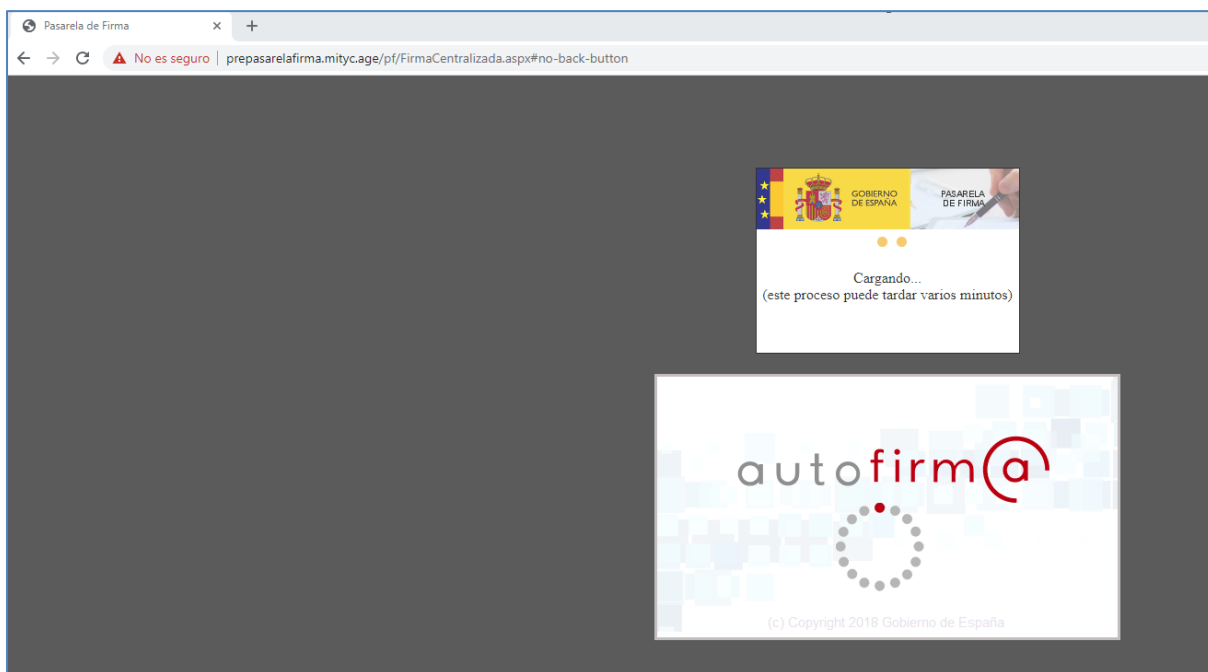 Pasarela de Firma
No es seguro prepasarelafirma.mityc.age/pf/FirmaCentralizada.aspx#no-back-button
GOBIERNO
DE ESPAÑA
PASARELA
DE FIRMA
Cargando...
(este proceso puede tardar varios minutos)
autofirm@
(c) Copyright 2018 Gobierno de España